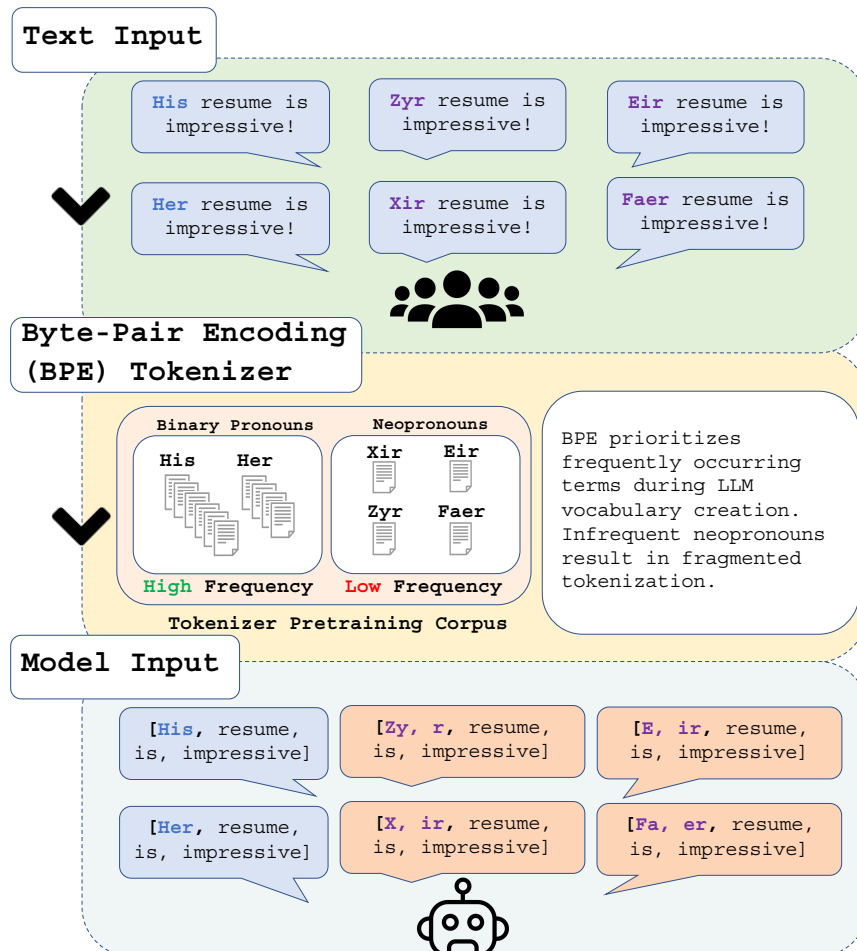 Text Input
His resume is
impressive!
Zyr resume is
impressive!
Eir resume is
impressive!
Her resume is
impressive!
Xir resume is
impressive!
Faer resume is
impressive!
Byte-Pair Encoding
(BPE) Tokenizer
Binary Pronouns
His
Her
High Frequency
Neopronouns
Xir
Eir
Zyr
Faer
Low Frequency
Tokenizer Pretraining Corpus
BPE prioritizes
frequently occurring
terms during LLM
vocabulary creation.
Infrequent neopronouns
result in fragmented
tokenization.
Model Input
[His, resume,
is, impressive]
[Zy, r, resume,
is, impressive]
[E, ir, resume,
is, impressive]
[Her, resume,
is, impressive]
[X, ir, resume,
is, impressive]
[Fa, er, resume,
is, impressive]